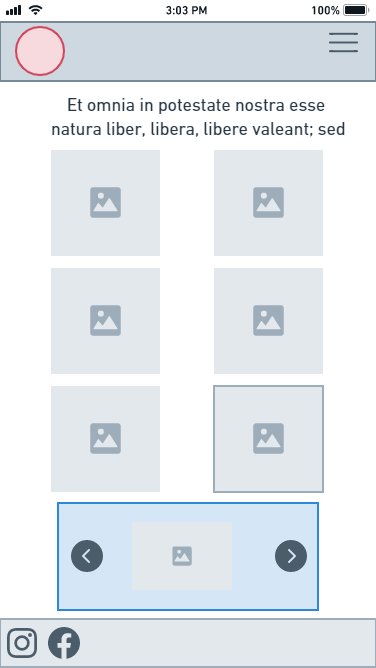 3:03 PM
100%
Et omnia in potestate nostra esse
natura liber, libera, libere valeant; sed